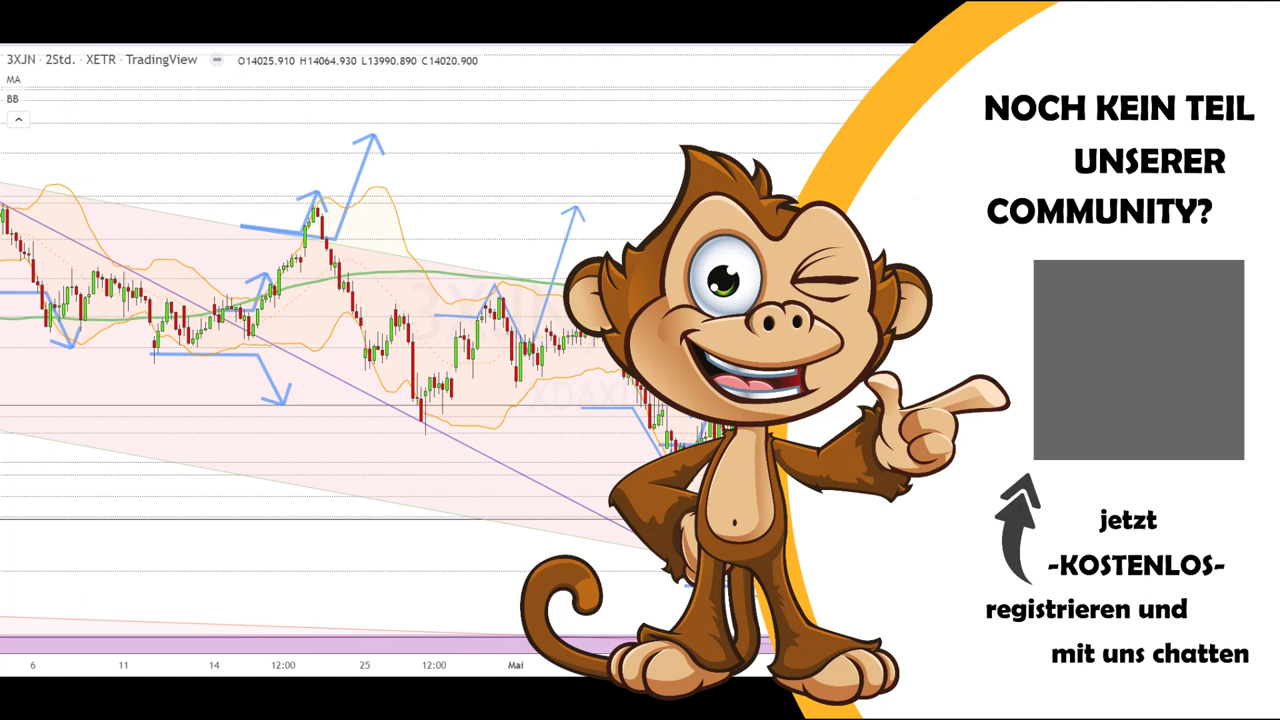 3XJN · 2Std. · XETR · TradingView O14025.910 H14064.930 L13990.890 C14020.900
MA
BB
NOCH KEIN TEIL
UNSERER
COMMUNITY?
jetzt
-KOSTENLOS-
registrieren und
mit uns chatten
6 11 14 12:00 25 12:00 Mai